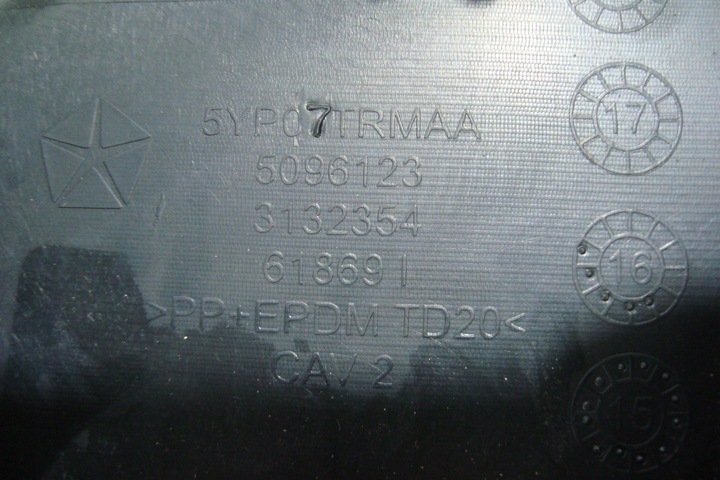 5YP07TRMAA
5096123
3132354
61869 I
>PP+EPDM TD20<
CAV 2
17
16
15